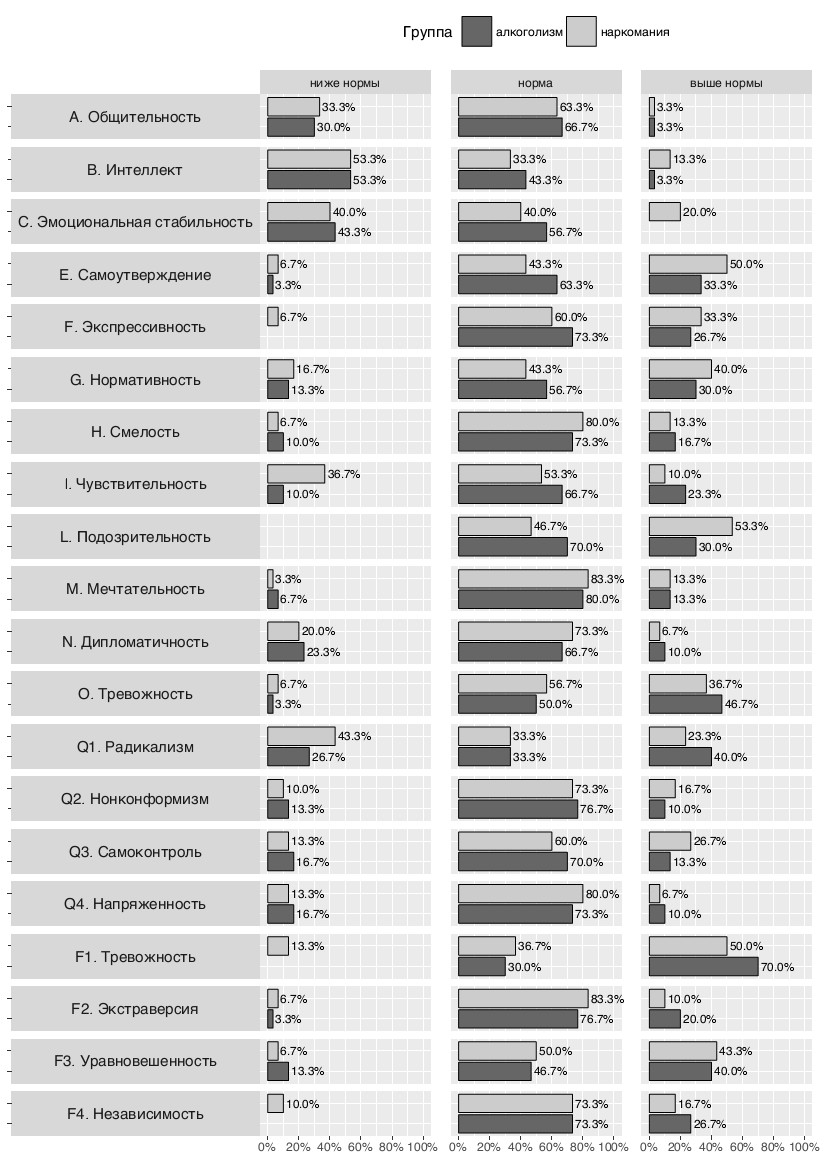 Группа алкоголизм наркомания
ниже нормы норма выше нормы
33.3% 63.3% 3.3%
A. Общительность
30.0% 66.7% 3.3%
53.3% 33.3% 13.3%
B. Интеллект
53.3% 43.3% 3.3%
40.0% 40.0% 20.0%
C. Эмоциональная стабильность
43.3% 56.7%
6.7% 43.3% 50.0%
E. Самоутверждение
3.3% 63.3% 33.3%
6.7% 60.0% 33.3%
F. Экспрессивность
73.3% 26.7%
16.7% 43.3% 40.0%
G. Нормативность
13.3% 56.7% 30.0%
6.7% 80.0% 13.3%
H. Смелость
10.0% 73.3% 16.7%
36.7% 53.3% 10.0%
I. Чувствительность
10.0% 66.7% 23.3%
46.7% 53.3%
L. Подозрительность
70.0% 30.0%
3.3% 83.3% 13.3%
M. Мечтательность
6.7% 80.0% 13.3%
20.0% 73.3% 6.7%
N. Дипломатичность
23.3% 66.7% 10.0%
6.7% 56.7% 36.7%
O. Тревожность
3.3% 50.0% 46.7%
43.3% 33.3% 23.3%
Q1. Радикализм
26.7% 33.3% 40.0%
10.0% 73.3% 16.7%
Q2. Нонконформизм
13.3% 76.7% 10.0%
13.3% 60.0% 26.7%
Q3. Самоконтроль
16.7% 70.0% 13.3%
13.3% 80.0% 6.7%
Q4. Напряженность
16.7% 73.3% 10.0%
13.3% 36.7% 50.0%
F1. Тревожность
30.0% 70.0%
6.7% 83.3% 10.0%
F2. Экстраверсия
3.3% 76.7% 20.0%
6.7% 50.0% 43.3%
F3. Уравновешенность
13.3% 46.7% 40.0%
10.0% 73.3% 16.7%
F4. Независимость
73.3% 26.7%
0% 20% 40% 60% 80% 100% 0% 20% 40% 60% 80% 100% 0% 20% 40% 60% 80% 100%